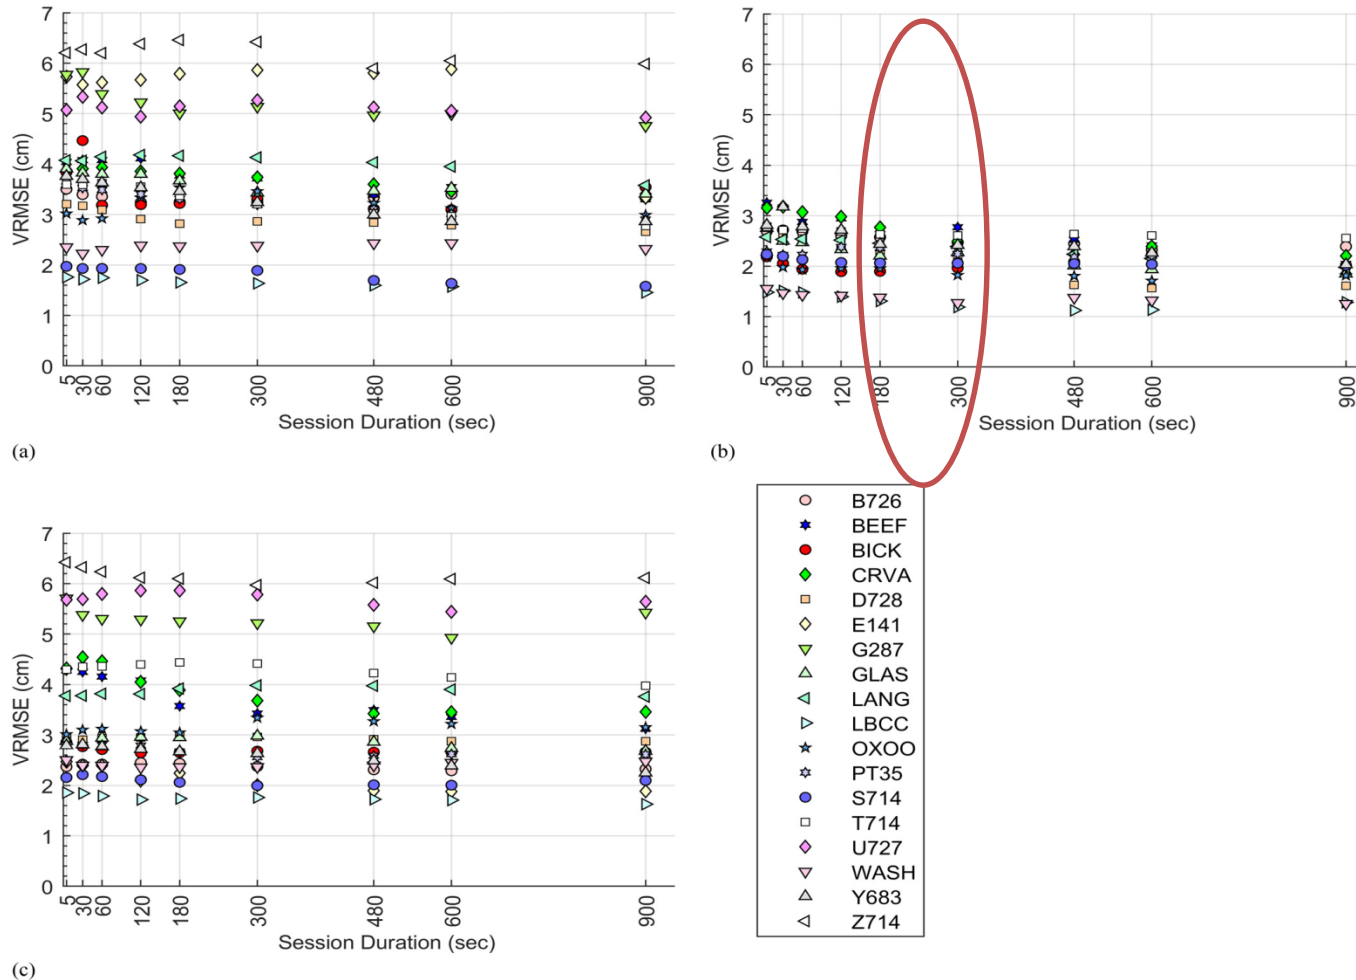 7
6
5
4
3
2
1
0
VRMSE (cm)
5 30 60 120 180 300 480 600 900
Session Duration (sec)
(a)
7
6
5
4
3
2
1
0
VRMSE (cm)
5 30 60 120 180 300 480 600 900
Session Duration (sec)
(b)
7
6
5
4
3
2
1
0
VRMSE (cm)
5 30 60 120 180 300 480 600 900
Session Duration (sec)
(c)
B726
BEEF
BICK
CRVA
D728
E141
G287
GLAS
LANG
LBCC
OXOO
PT35
S714
T714
U727
WASH
Y683
Z714